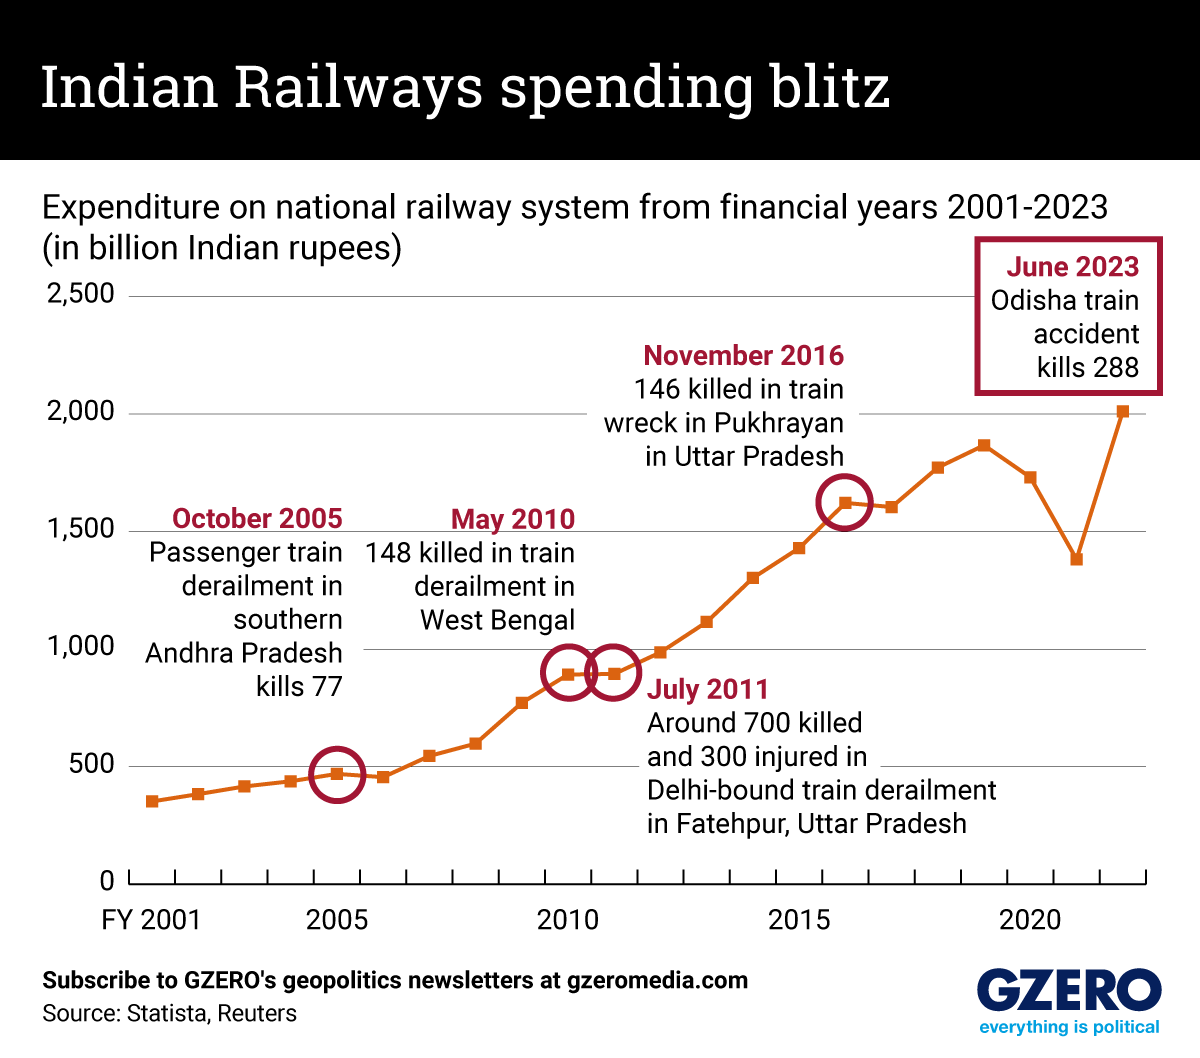 Indian Railways spending blitz
Expenditure on national railway system from financial years 2001-2023
(in billion Indian rupees)
2,500
2,000
1,500
1,000
500
0
June 2023
Odisha train
accident
kills 288
November 2016
146 killed in train
wreck in Pukhrayan
in Uttar Pradesh
October 2005
Passenger train
derailment in
southern
Andhra Pradesh
kills 77
May 2010
148 killed in train
derailment in
West Bengal
July 2011
Around 700 killed
and 300 injured in
Delhi-bound train derailment
in Fatehpur, Uttar Pradesh
FY 2001
2005
2010
2015
2020
Subscribe to GZERO's geopolitics newsletters at gzeromedia.com
Source: Statista, Reuters
GZERO
everything is political